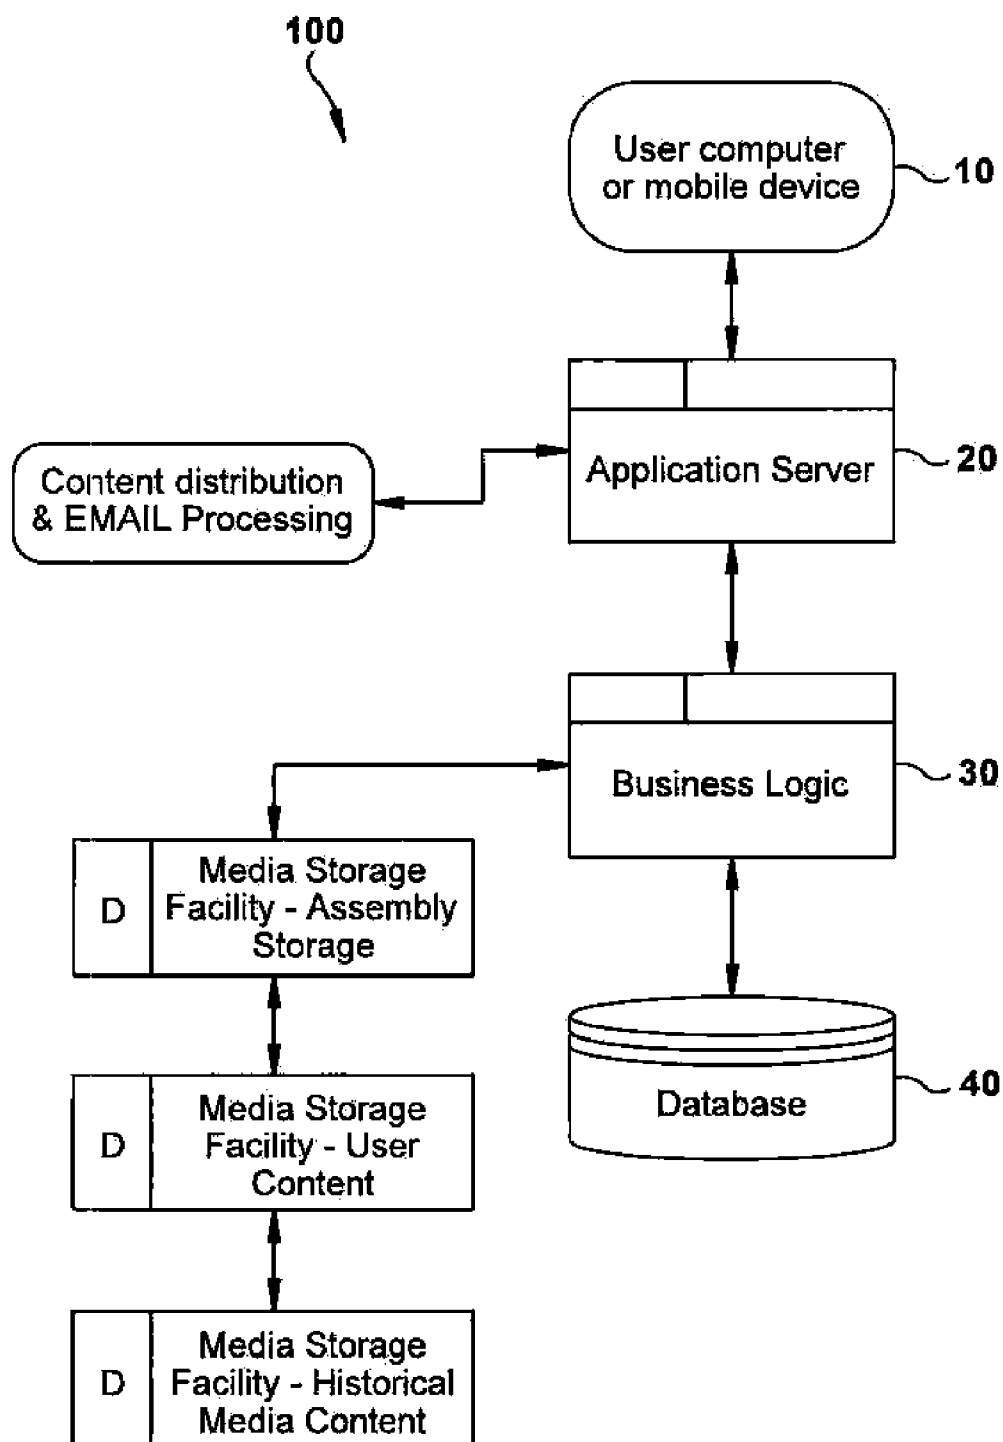 100
User computer
or mobile device
10
Application Server
20
Content distribution
& EMAIL Processing
Business Logic
30
D
Media Storage
Facility - Assembly
Storage
Database
40
D
Media Storage
Facility - User
Content
D
Media Storage
Facility - Historical
Media Content